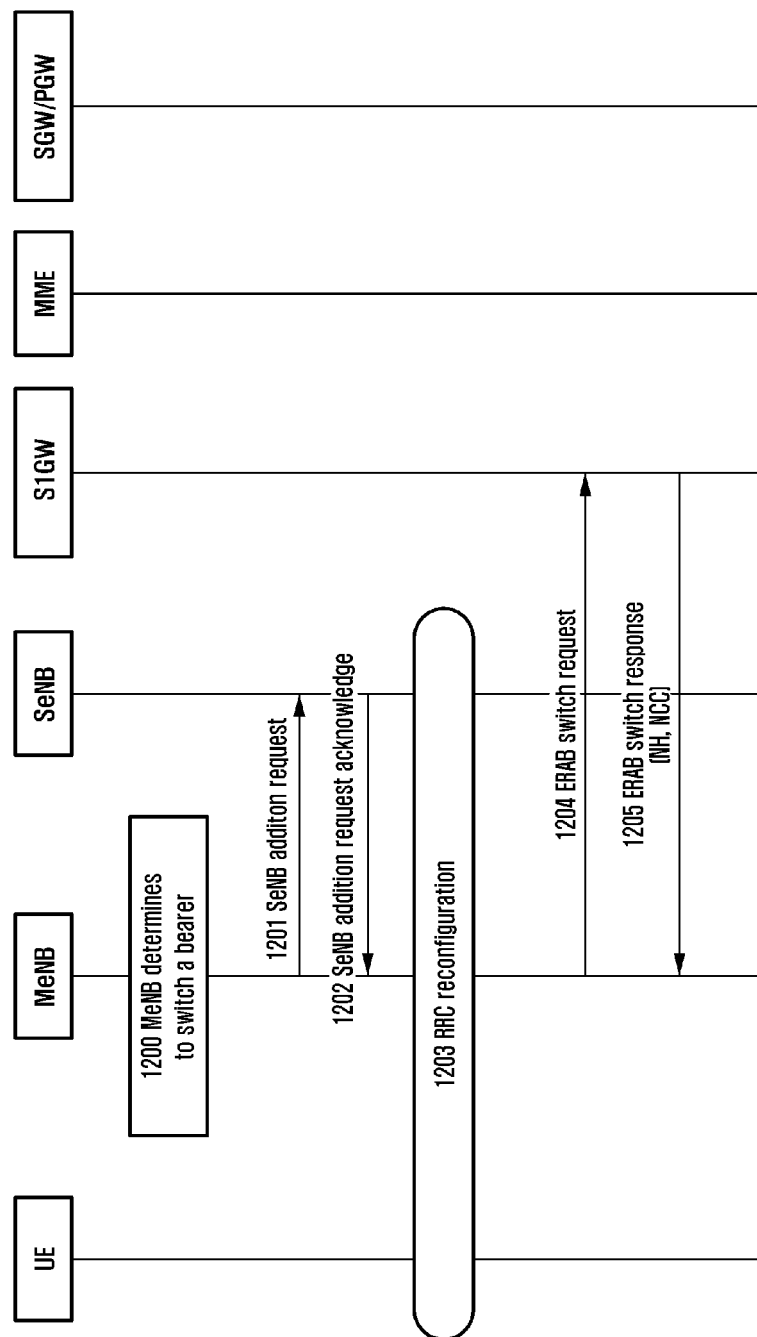 UE
MeNB
SeNB
S1GW
MME
SGW/PGW
1200 MeNB determines
to switch a bearer
1201 SeNB additon request
1202 SeNB addition request acknowledge
1203 RRC reconfiguration
1204 ERAB switch request
1205 ERAB switch response
(NH, NCC)